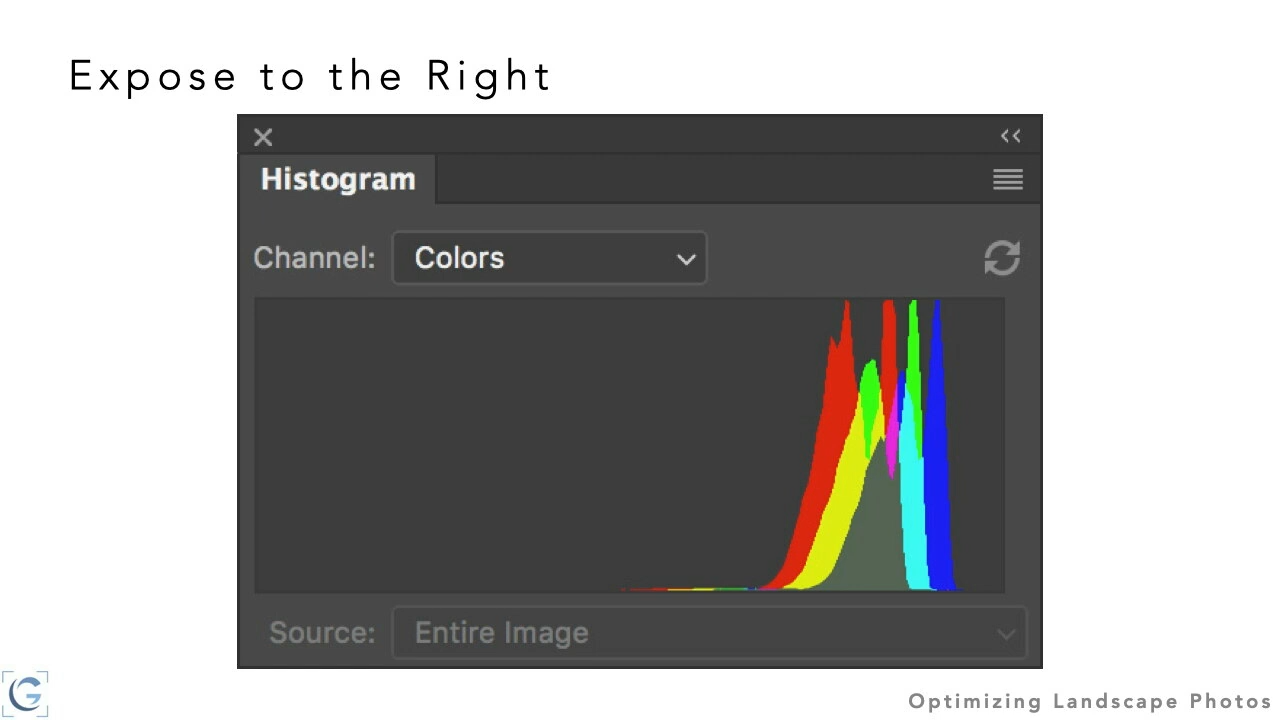 Expose to the Right
Histogram
Channel: Colors
Source: Entire Image
Optimizing Landscape Photos